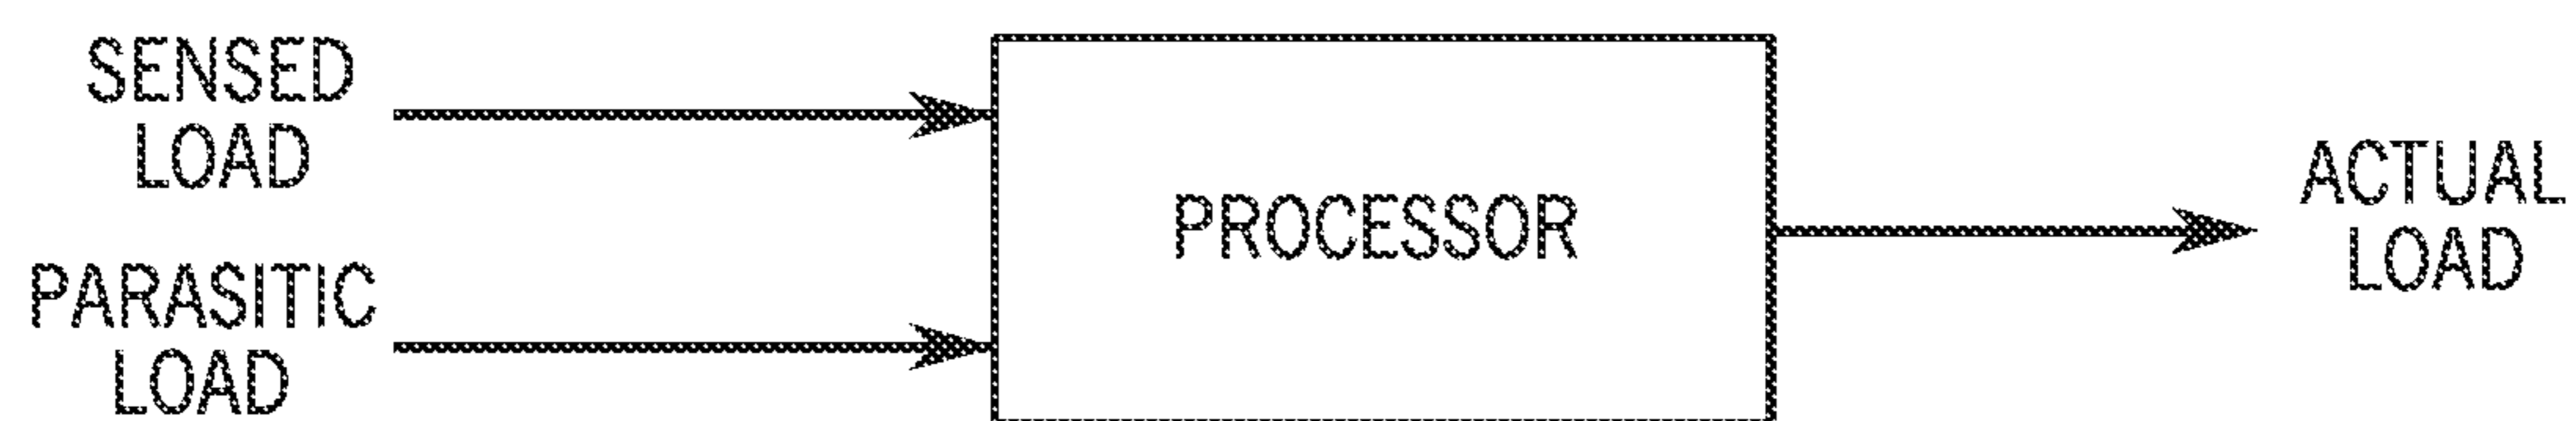 SENSED
LOAD
PARASITIC
LOAD
PROCESSOR
ACTUAL
LOAD